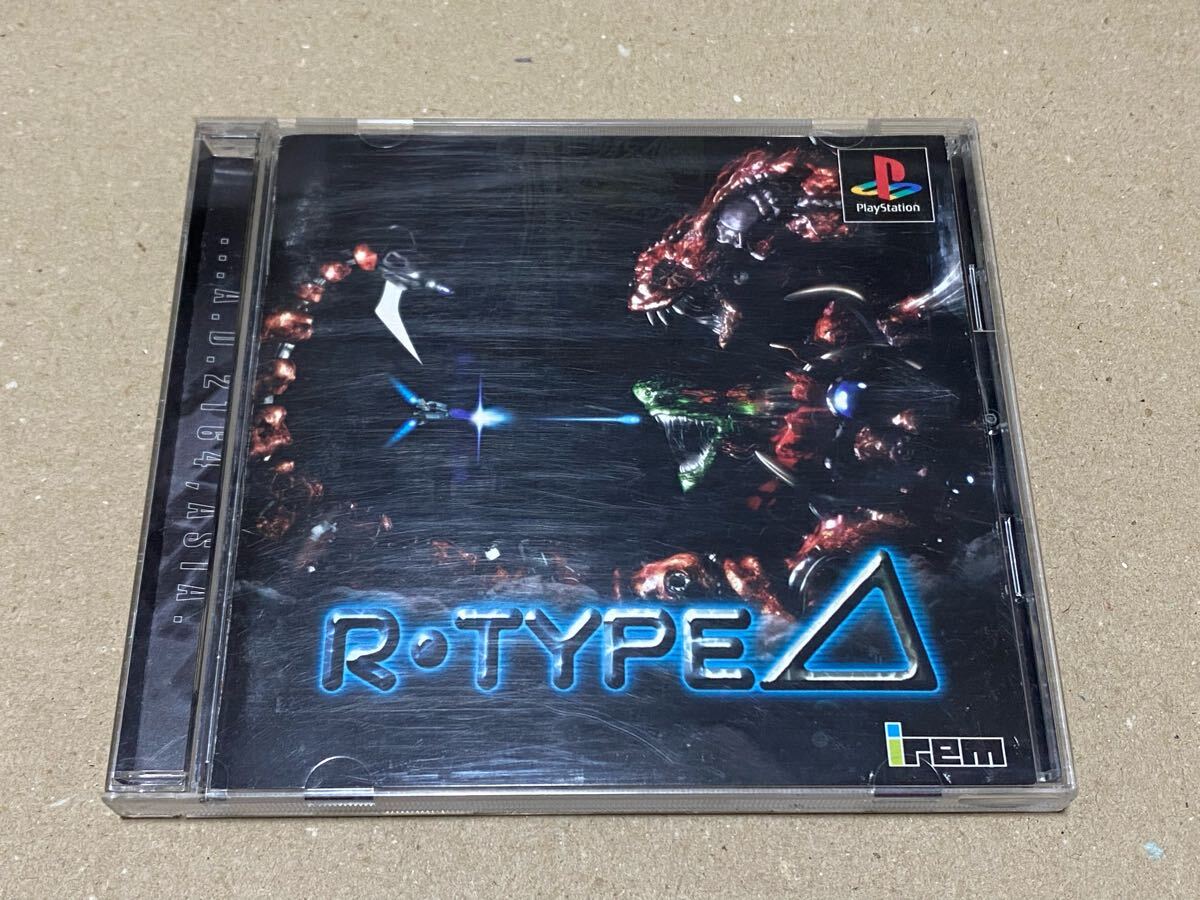 PlayStation
:::A.D.2164,ASIA.
R·TYPE Δ
irem